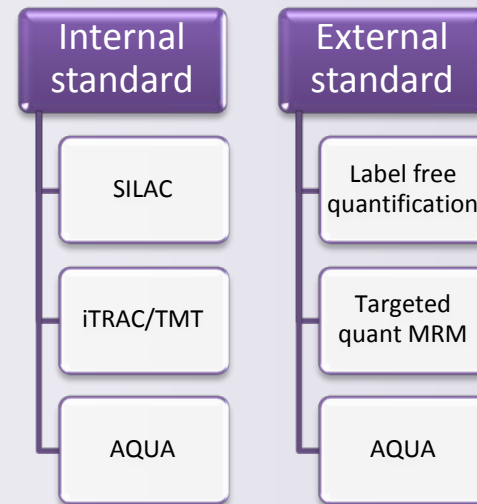 Internal
standard
SILAC
iTRAC/TMT
AQUA
External
standard
Label free
quantification
Targeted
quant MRM
AQUA